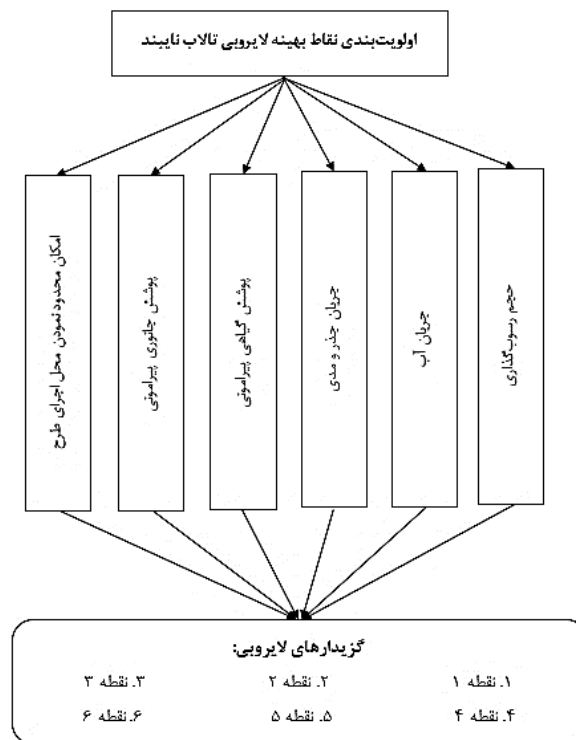 اولویت‌بندی نقاط بهینه لایروبی تالاب نایبند
حجم رسوب‌گذاری
جریان آب
جریان جذر و مدی
پوشش گیاهی پیرامونی
پوشش جانوری پیرامونی
امکان محدود نمودن محل اجرای طرح
گزیدارهای لایروبی:
۱. نقطه ۱ ۲. نقطه ۲ ۳. نقطه ۳
۴. نقطه ۴ ۵. نقطه ۵ ۶. نقطه ۶